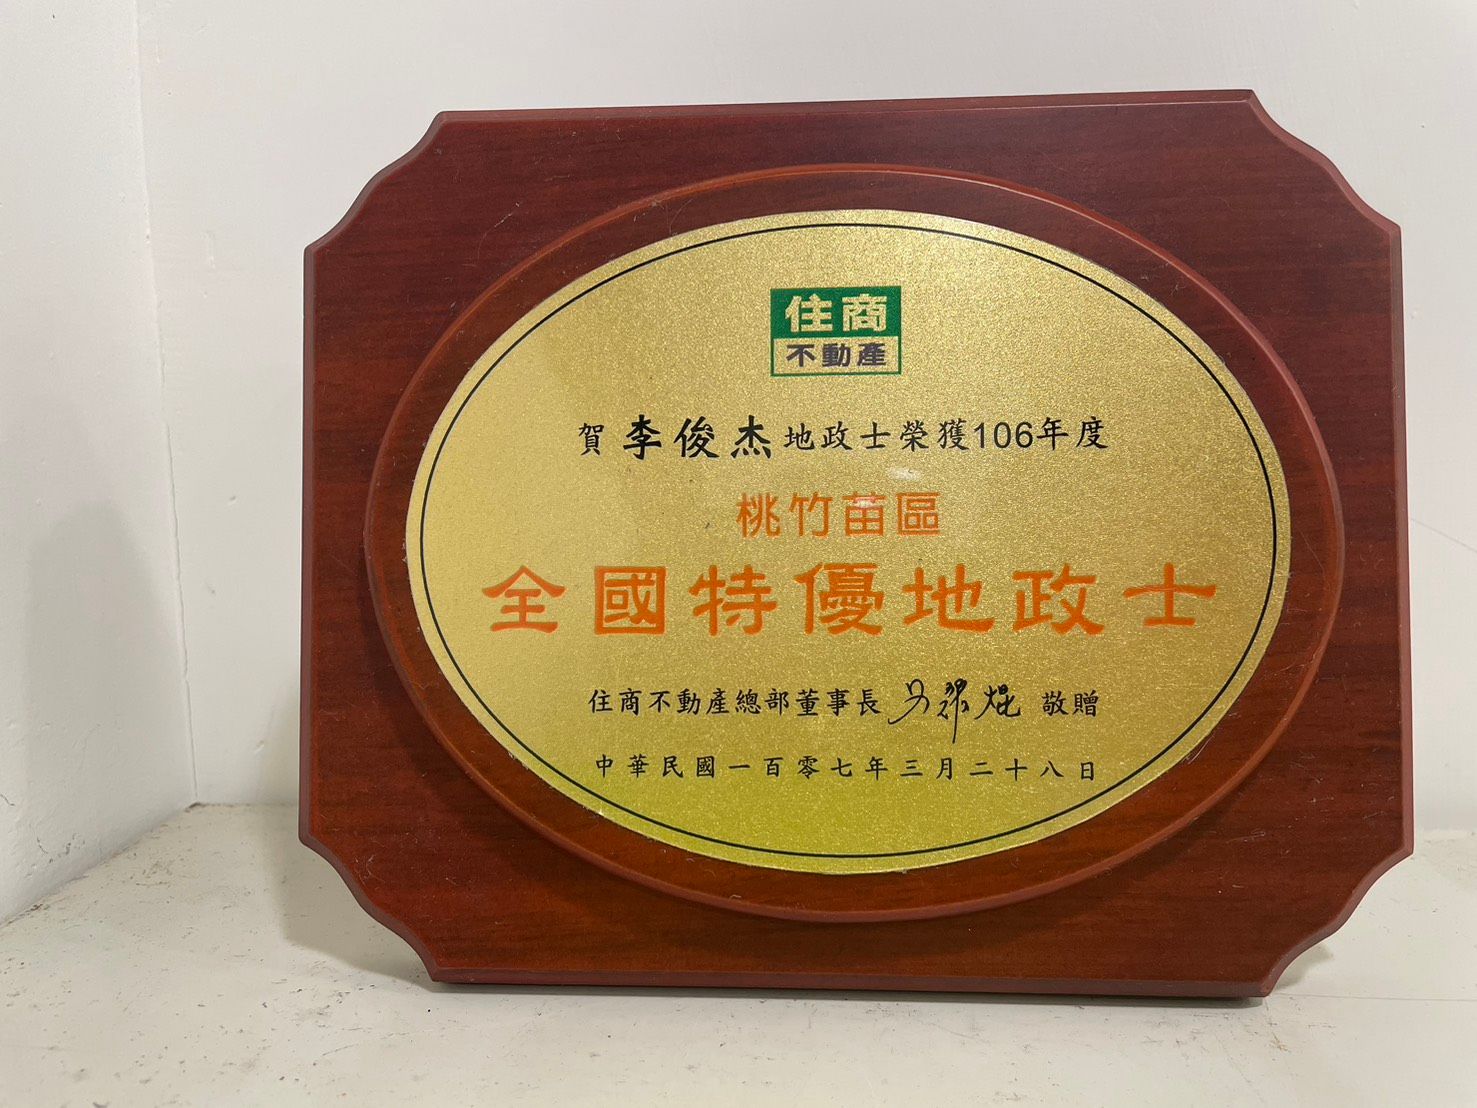 住商
不動產
賀李俊杰地政士榮獲106年度
桃竹苗區
全國特優地政士
住商不動產總部董事長 敬贈
中華民國一百零七年三月二十八日